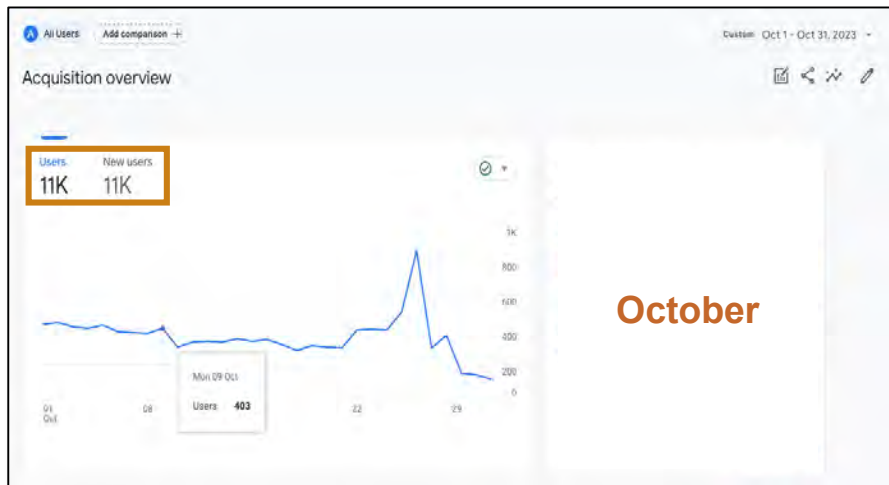 A All Users Add comparison +
Custom Oct 1 - Oct 31, 2023
Acquisition overview
Users New users
11K 11K
1K
800
600
400
200
0
Mon 09 Oct
Users 403
01 08 22 29
Oct
October